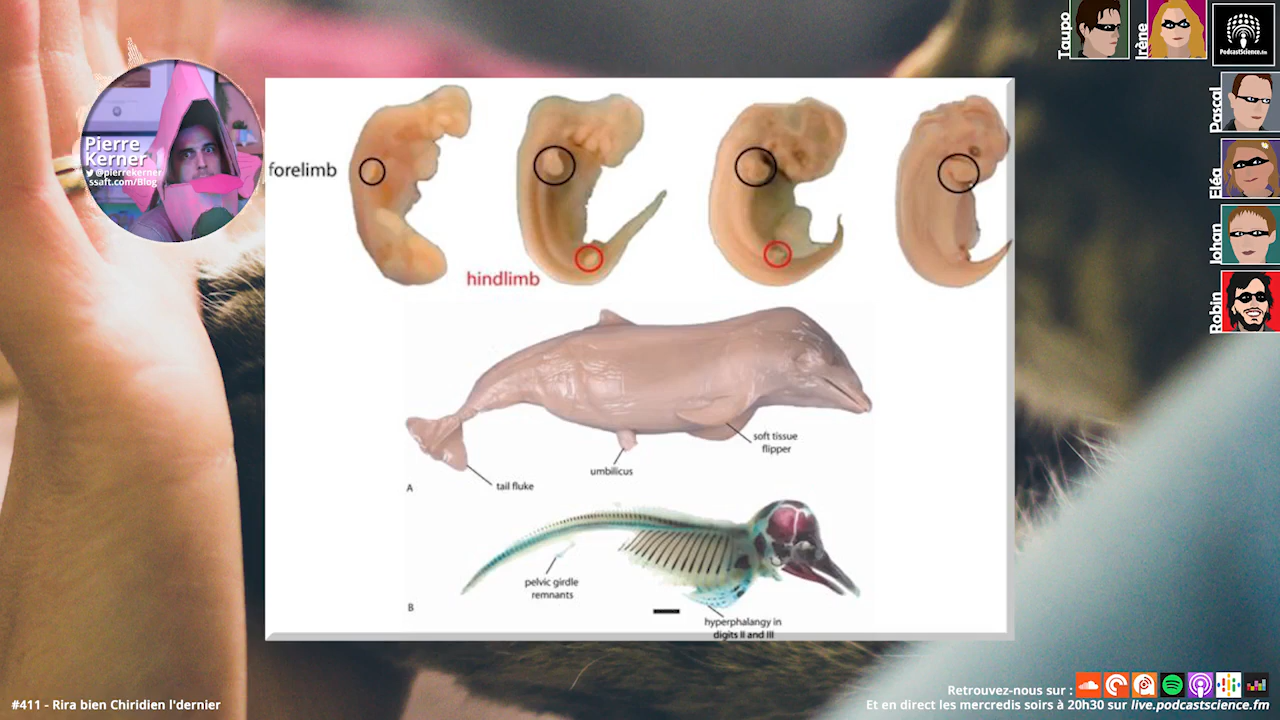 Taupo
Irène
PodcastScience.fm
Pascal
Eléa
Johan
Robin
Pierre
Kerner
@pierrekerner
ssaft.com/Blog
forelimb
hindlimb
soft tissue
flipper
umbilicus
tail fluke
A
pelvic girdle
remnants
B
hyperphalangy in
digits II and III
#411 - Rira bien Chiridien l'dernier
Retrouvez-nous sur :
Et en direct les mercredis soirs à 20h30 sur live.podcastscience.fm